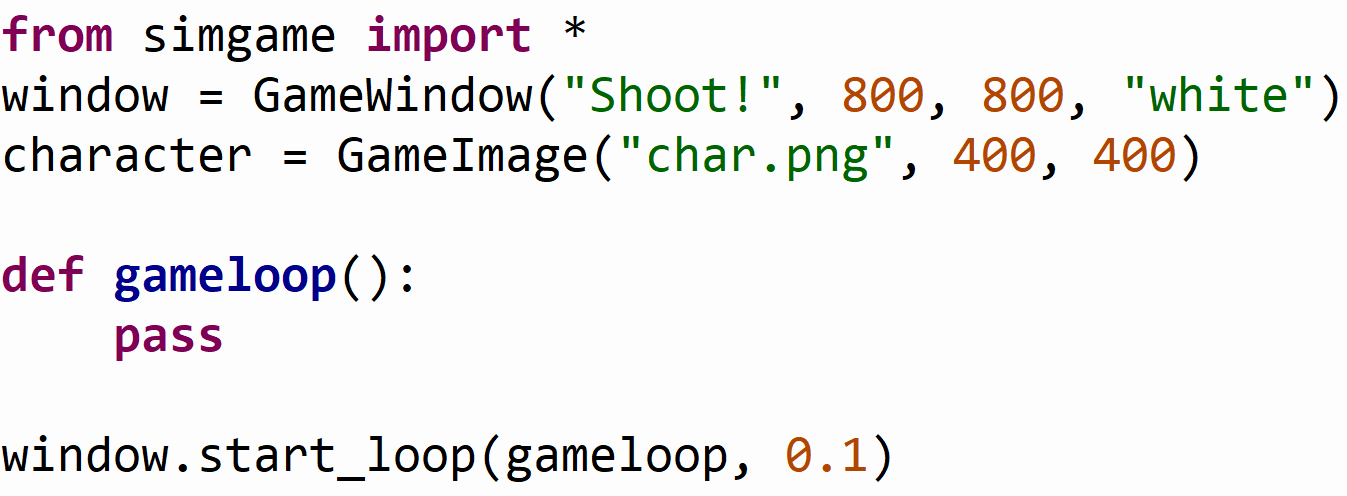 from simgame import *
window = GameWindow("Shoot!", 800, 800, "white")
character = GameImage("char.png", 400, 400)

def gameloop():
    pass

window.start_loop(gameloop, 0.1)